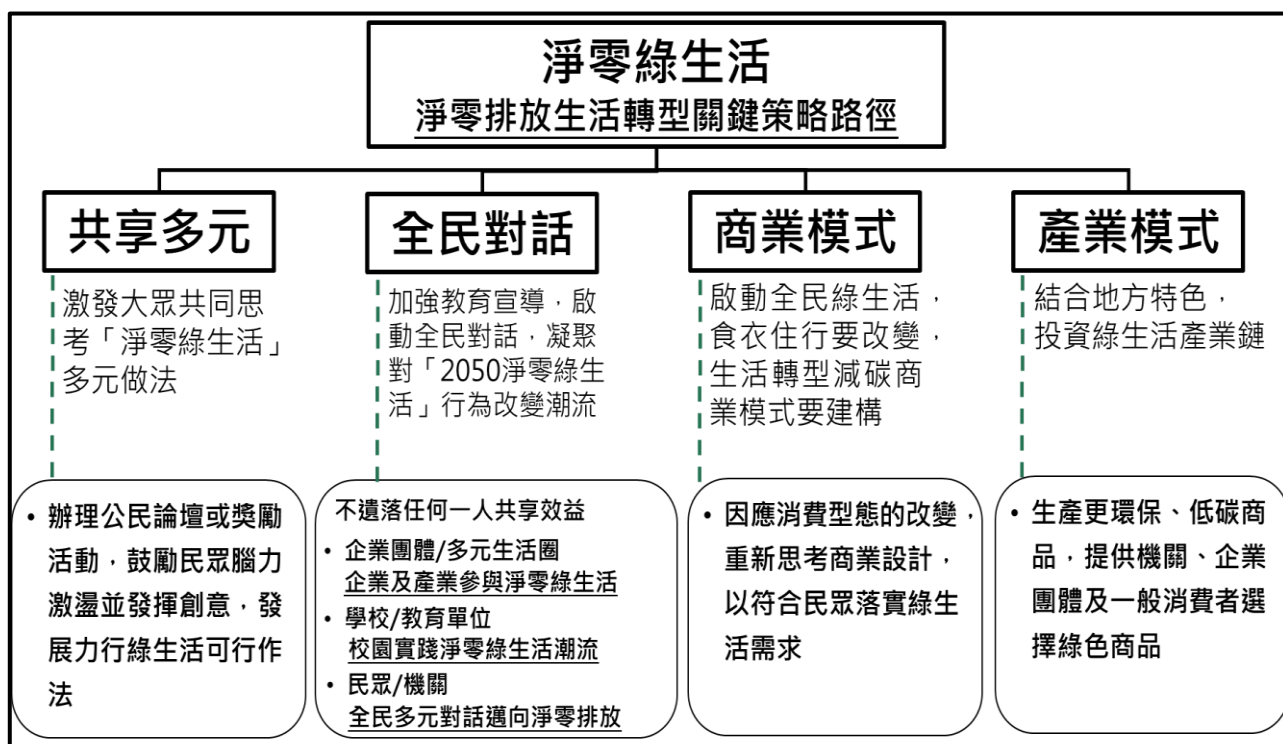 淨零綠生活
淨零排放生活轉型關鍵策略路徑
共享多元
激發大眾共同思
考「淨零綠生活」
多元做法
• 辦理公民論壇或獎勵
活動，鼓勵民眾腦力
激盪並發揮創意，發
展力行綠生活可行作
法
全民對話
加強教育宣導，啟
動全民對話，凝聚
對「2050淨零綠生
活」行為改變潮流
不遺落任何一人共享效益
• 企業團體/多元生活圈
企業及產業參與淨零綠生活
• 學校/教育單位
校園實踐淨零綠生活潮流
• 民眾/機關
全民多元對話邁向淨零排放
商業模式
啟動全民綠生活，
食衣住行要改變，
生活轉型減碳商
業模式要建構
• 因應消費型態的改變，
重新思考商業設計，
以符合民眾落實綠生
活需求
產業模式
結合地方特色，
投資綠生活產業鏈
• 生產更環保、低碳商
品，提供機關、企業
團體及一般消費者選
擇綠色商品